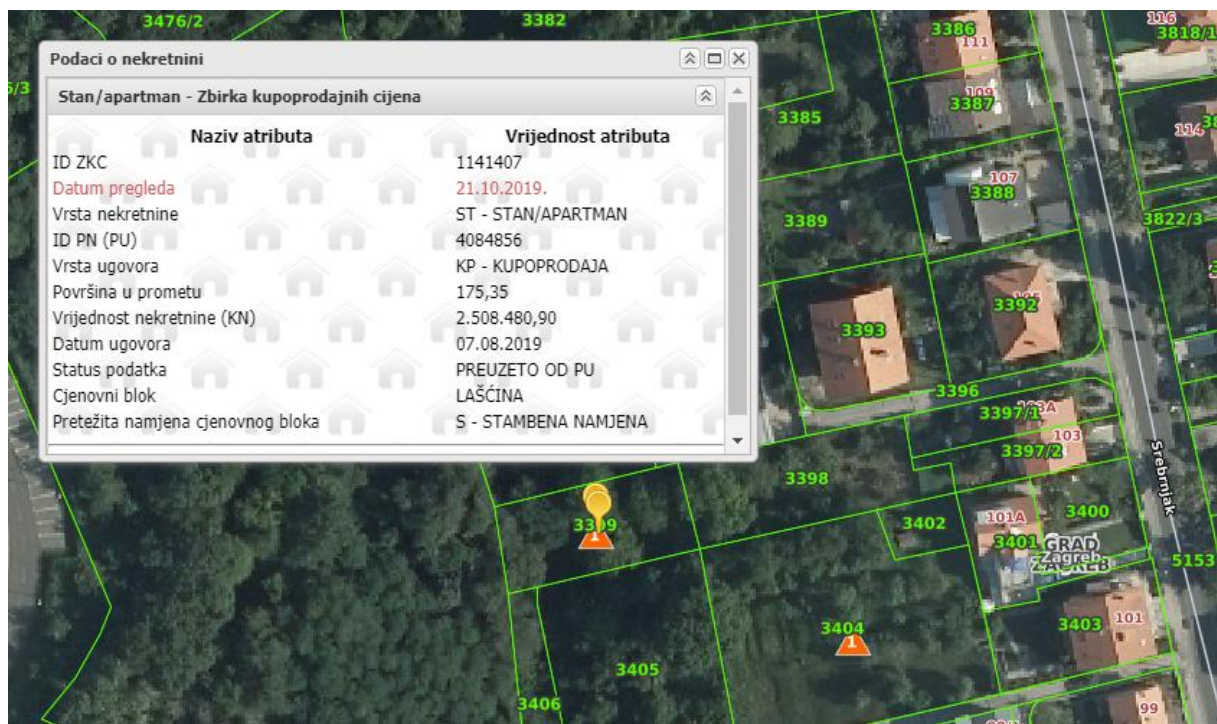 3476/2
3382
3386
111
116
3818/1
Podaci o nekretnini
Stan/apartman - Zbirka kupoprodajnih cijena
Naziv atributa Vrijednost atributa
ID ZKC 1141407
Datum pregleda 21.10.2019.
Vrsta nekretnine ST - STAN/APARTMAN
ID PN (PU) 4084856
Vrsta ugovora KP - KUPOPRODAJA
Površina u prometu 175,35
Vrijednost nekretnine (KN) 2.508.480,90
Datum ugovora 07.08.2019
Status podatka PREUZETO OD PU
Cjenovni blok LAŠĆINA
Pretežita namjena cjenovnog bloka S - STAMBENA NAMJENA
109
3387
3385
114
107
3388
3389
3822/3
3392
3393
3396
3397/1
103A
103
3397/2
Srebrnjak
3398
3399
1
3402
101A
3400
3401
GRAD
Zagreb
ZAGREB
5153
3404
1
3403
101
3405
3406
99